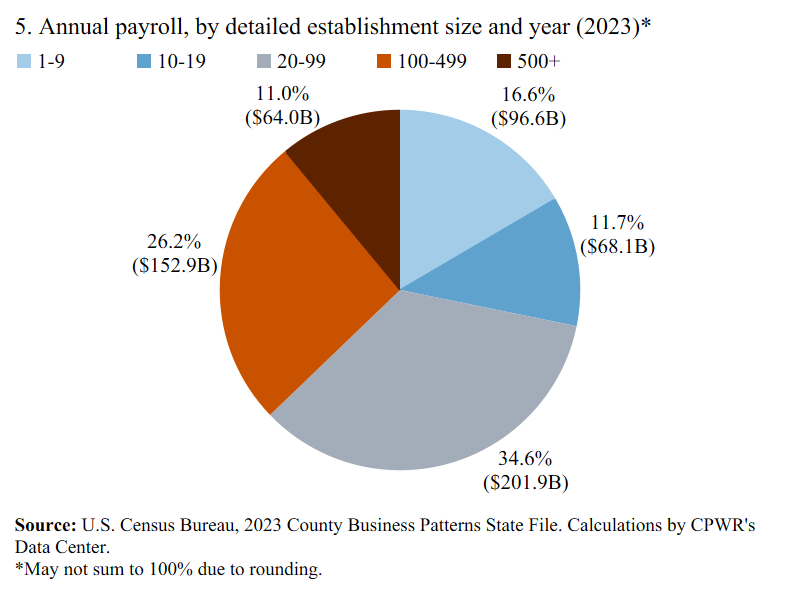 5. Annual payroll, by detailed establishment size and year (2023)*
1-9 10-19 20-99 100-499 500+
11.0%
($64.0B)
16.6%
($96.6B)
11.7%
($68.1B)
26.2%
($152.9B)
34.6%
($201.9B)
Source: U.S. Census Bureau, 2023 County Business Patterns State File. Calculations by CPWR's
Data Center.
*May not sum to 100% due to rounding.